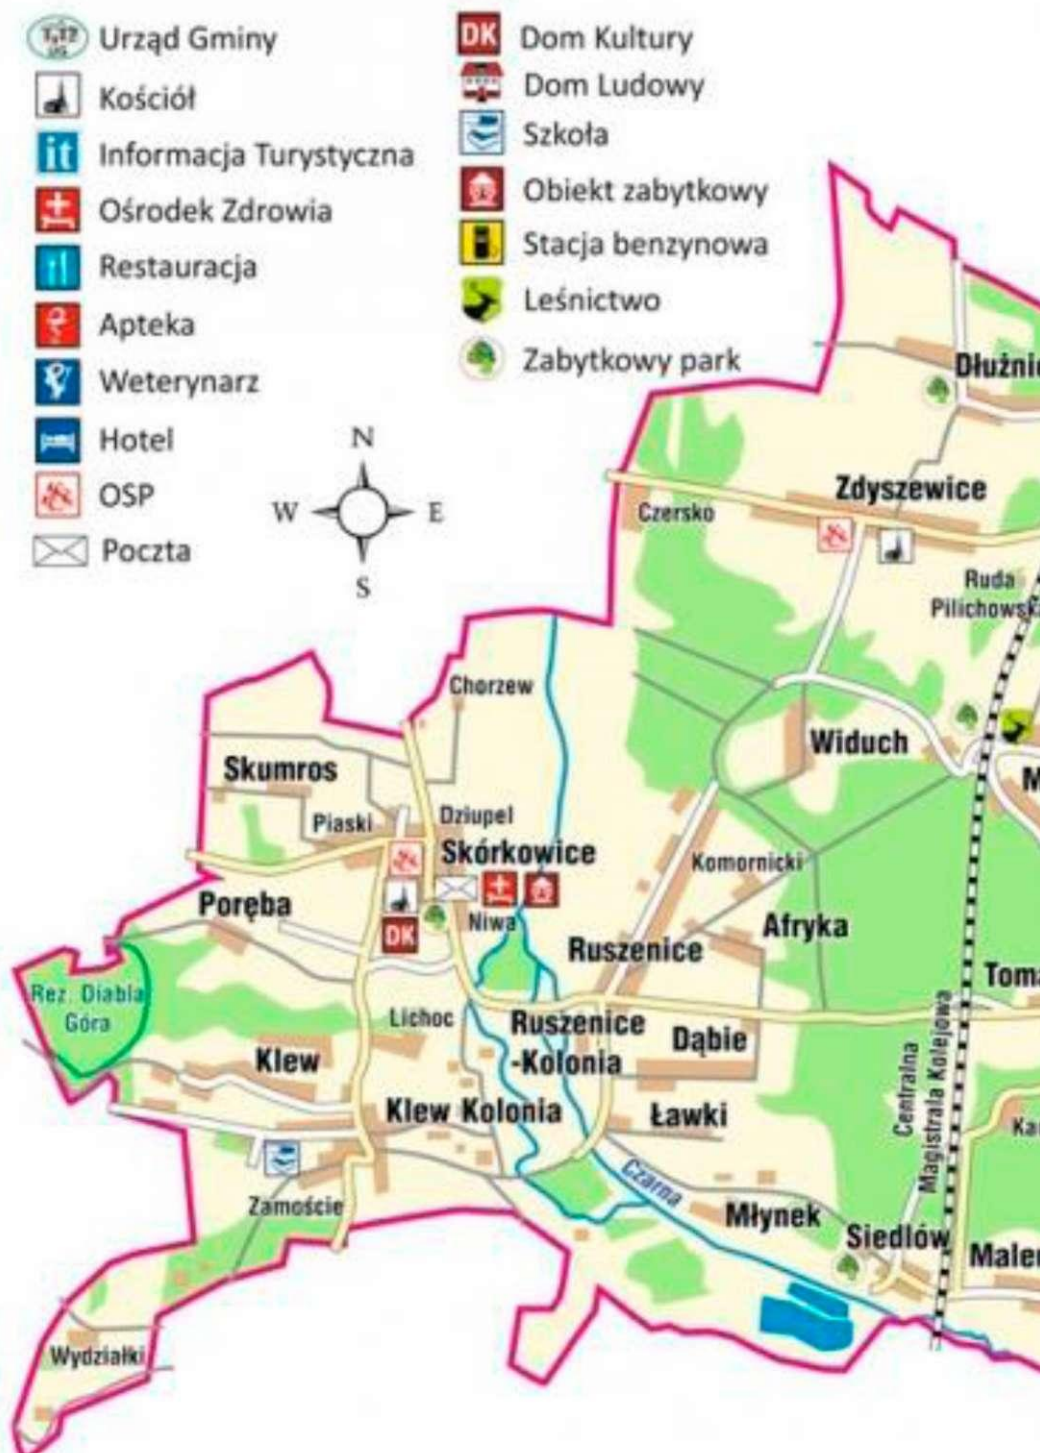 Urząd Gminy
Kościół
it Informacja Turystyczna
Ośrodek Zdrowia
Restauracja
Apteka
Weterynarz
Hotel
OSP
Poczta
DK Dom Kultury
Dom Ludowy
Szkoła
Obiekt zabytkowy
Stacja benzynowa
Leśnictwo
Zabytkowy park
N
W E
S
Zdyszewice
Czersko
Ruda
Chorzew
Widuch
Skumros
Piaski
Dziupel
Skórkowice
Komornicki
Poręba
Niwa
DK
Afryka
Ruszenice
Rez. Diabla
Góra
Lichoc
Ruszenice
-Kolonia
Dąbie
Klew
Klew Kolonia
Ławki
Centralna
Magistrala Kolejowa
Czarna
Zamoście
Młynek
Siedlów
Wydziałki